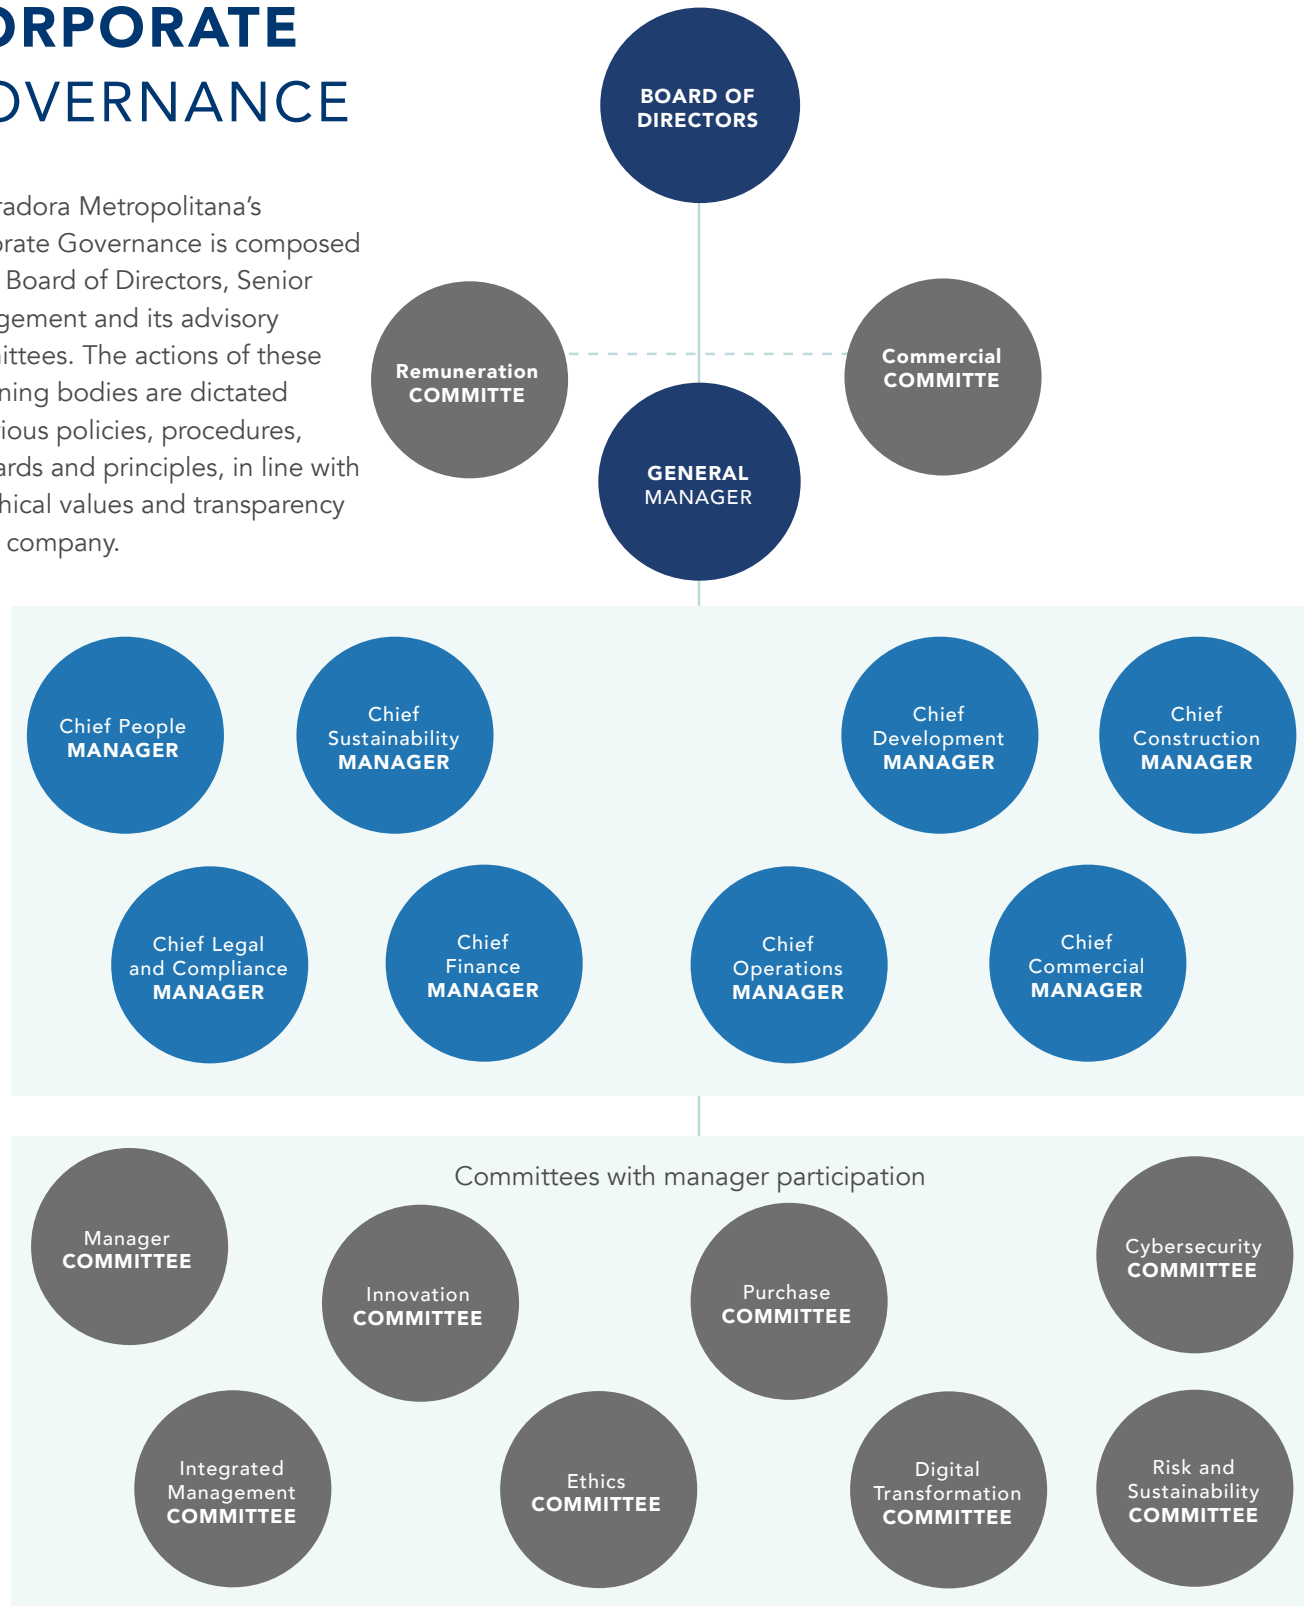 ORPORATE
OVERNANCE
radora Metropolitana’s
orate Governance is composed
Board of Directors, Senior
gement and its advisory
ittees. The actions of these
ning bodies are dictated
ious policies, procedures,
ards and principles, in line with
hical values and transparency
company.
BOARD OF
DIRECTORS
Remuneration
COMMITTE
Commercial
COMMITTE
GENERAL
MANAGER
Chief People
MANAGER
Chief
Sustainability
MANAGER
Chief
Development
MANAGER
Chief
Construction
MANAGER
Chief Legal
and Compliance
MANAGER
Chief
Finance
MANAGER
Chief
Operations
MANAGER
Chief
Commercial
MANAGER
Committees with manager participation
Manager
COMMITTEE
Innovation
COMMITTEE
Purchase
COMMITTEE
Cybersecurity
COMMITTEE
Integrated
Management
COMMITTEE
Ethics
COMMITTEE
Digital
Transformation
COMMITTEE
Risk and
Sustainability
COMMITTEE